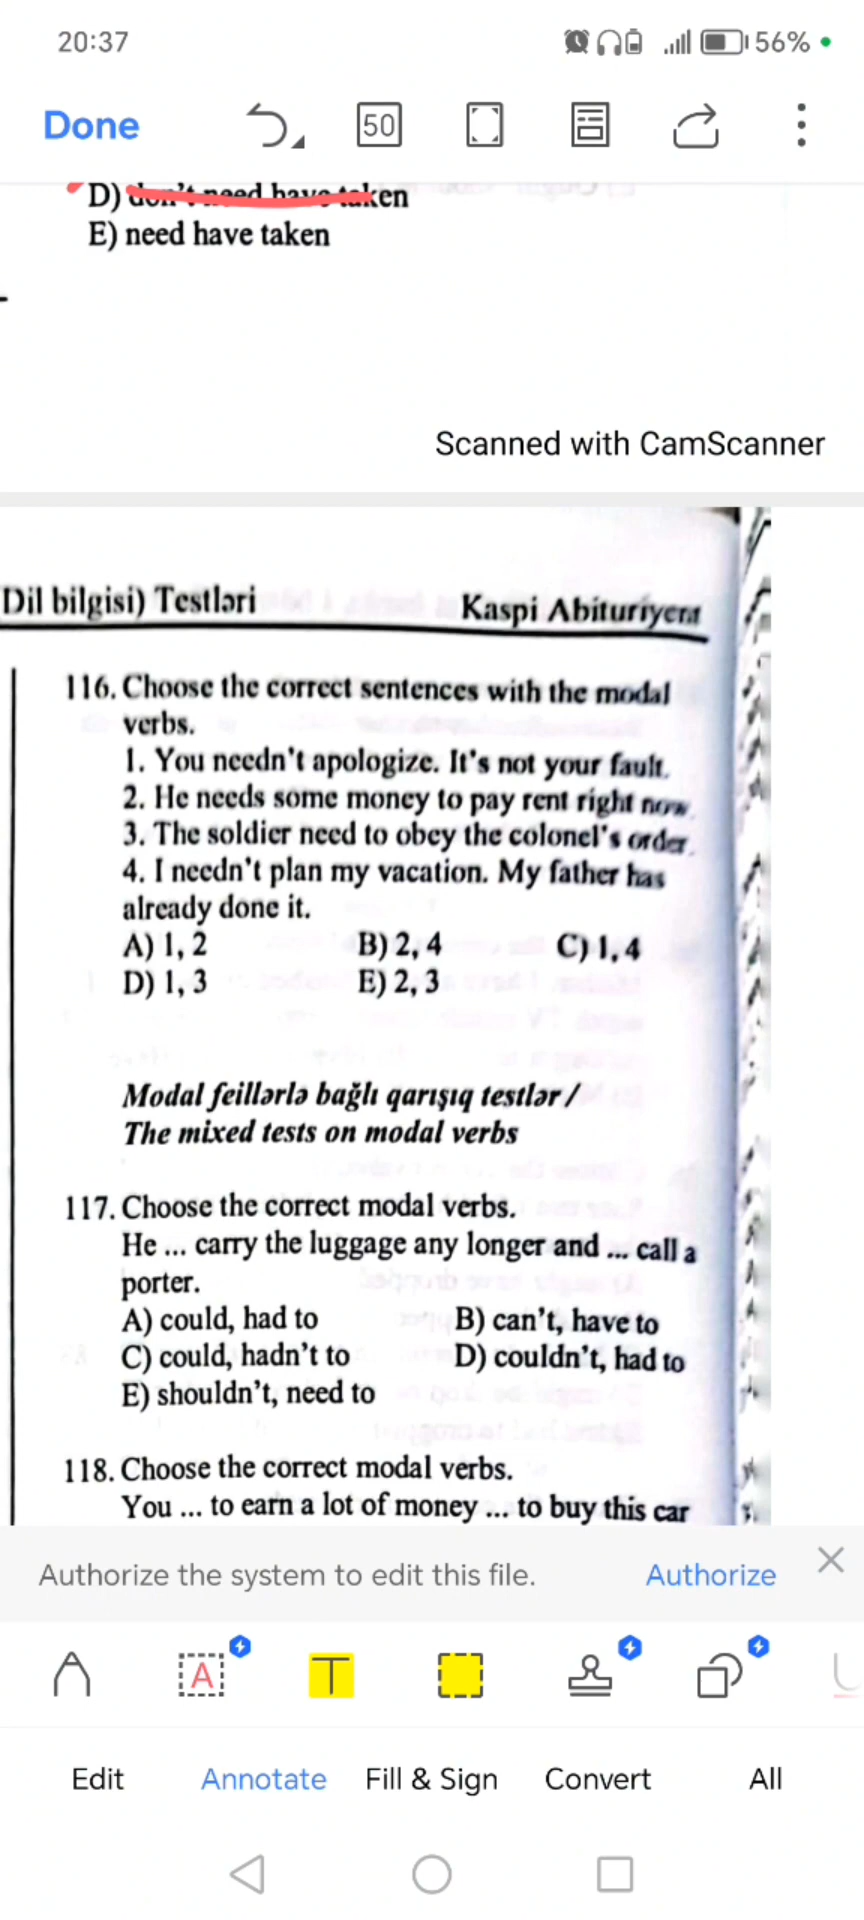 20:37
56%
Done
50
D) don't need have taken
E) need have taken
Scanned with CamScanner
Dil bilgisi) Testləri
Kaspi Abituriyent
116. Choose the correct sentences with the modal
verbs.
1. You needn't apologize. It's not your fault.
2. He needs some money to pay rent right now.
3. The soldier need to obey the colonel's order.
4. I needn't plan my vacation. My father has
already done it.
A) 1, 2 B) 2, 4 C) 1, 4
D) 1, 3 E) 2, 3
Modal feillərlə bağlı qarışıq testlər/
The mixed tests on modal verbs
117. Choose the correct modal verbs.
He ... carry the luggage any longer and ... call a
porter.
A) could, had to B) can't, have to
C) could, hadn't to D) couldn't, had to
E) shouldn't, need to
118. Choose the correct modal verbs.
You ... to earn a lot of money ... to buy this car
Authorize the system to edit this file.
Authorize
A
T
Edit
Annotate
Fill & Sign
Convert
All